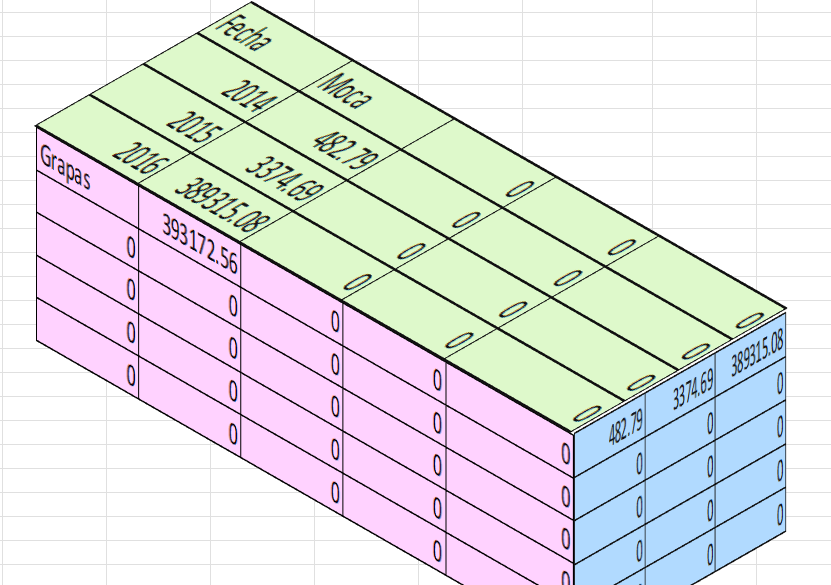 Fecha Moca 0 0 0
2014 482.79 0 0 0
2015 3374.69 0 0 0
2016 389315.08 0 0 0
Grapas 393172.56 0 0 0
0 0 0 0 0
0 0 0 0 0
0 0 0 0 0
0 0 0 0
482.79 3374.69 389315.08
0 0 0
0 0 0
0 0 0
0 0